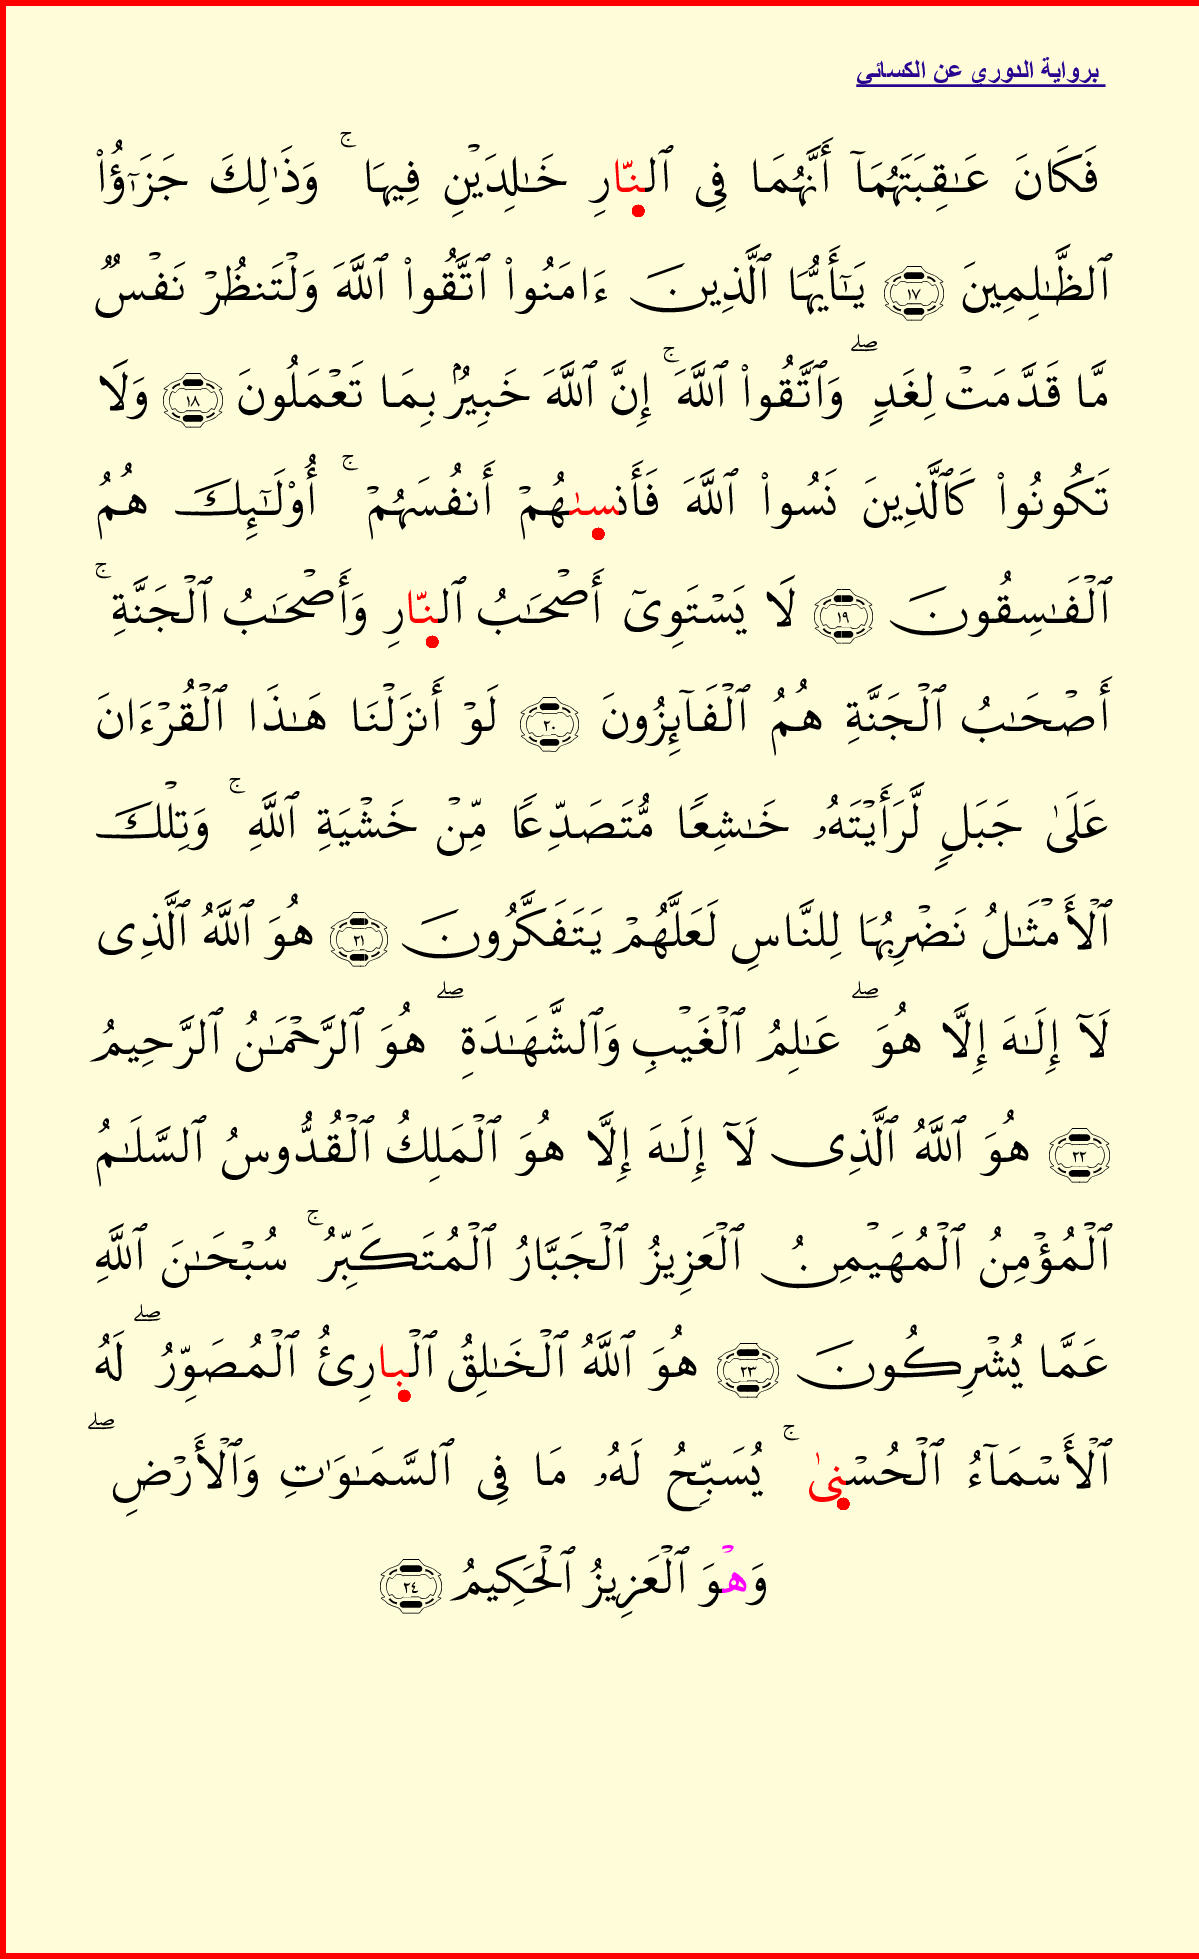 برواية الدوري عن الكسائي
فَكَانَ عَٰقِبَتَهُمَآ أَنَّهُمَا فِى ٱلنّارِ خَٰلِدَيْنِ فِيهَا ۚ وَذَٰلِكَ جَزَٰٓؤُا۟
ٱلظَّٰلِمِينَ ١٧ يَٰٓأَيُّهَا ٱلَّذِينَ ءَامَنُوا۟ ٱتَّقُوا۟ ٱللَّهَ وَلْتَنظُرْ نَفْسٌ
مَّا قَدَّمَتْ لِغَدٍ ۖ وَٱتَّقُوا۟ ٱللَّهَ ۚ إِنَّ ٱللَّهَ خَبِيرٌۢ بِمَا تَعْمَلُونَ ١٨ وَلَا
تَكُونُوا۟ كَٱلَّذِينَ نَسُوا۟ ٱللَّهَ فَأَنسىٰهُمْ أَنفُسَهُمْ ۚ أُو۟لَٰٓئِكَ هُمُ
ٱلْفَٰسِقُونَ ١٩ لَا يَسْتَوِىٓ أَصْحَٰبُ ٱلنّارِ وَأَصْحَٰبُ ٱلْجَنَّةِ ۚ
أَصْحَٰبُ ٱلْجَنَّةِ هُمُ ٱلْفَآئِزُونَ ٢٠ لَوْ أَنزَلْنَا هَٰذَا ٱلْقُرْءَانَ
عَلَىٰ جَبَلٍ لَّرَأَيْتَهُۥ خَٰشِعًا مُّتَصَدِّعًا مِّنْ خَشْيَةِ ٱللَّهِ ۚ وَتِلْكَ
ٱلْأَمْثَٰلُ نَضْرِبُهَا لِلنَّاسِ لَعَلَّهُمْ يَتَفَكَّرُونَ ٢١ هُوَ ٱللَّهُ ٱلَّذِى
لَآ إِلَٰهَ إِلَّا هُوَ ۖ عَٰلِمُ ٱلْغَيْبِ وَٱلشَّهَٰدَةِ ۖ هُوَ ٱلرَّحْمَٰنُ ٱلرَّحِيمُ
٢٢ هُوَ ٱللَّهُ ٱلَّذِى لَآ إِلَٰهَ إِلَّا هُوَ ٱلْمَلِكُ ٱلْقُدُّوسُ ٱلسَّلَٰمُ
ٱلْمُؤْمِنُ ٱلْمُهَيْمِنُ ٱلْعَزِيزُ ٱلْجَبَّارُ ٱلْمُتَكَبِّرُ ۚ سُبْحَٰنَ ٱللَّهِ
عَمَّا يُشْرِكُونَ ٢٣ هُوَ ٱللَّهُ ٱلْخَٰلِقُ ٱلْبارِئُ ٱلْمُصَوِّرُ ۖ لَهُ
ٱلْأَسْمَآءُ ٱلْحُسْنىٰ ۚ يُسَبِّحُ لَهُۥ مَا فِى ٱلسَّمَٰوَٰتِ وَٱلْأَرْضِ ۖ
وَهْوَ ٱلْعَزِيزُ ٱلْحَكِيمُ ٢٤